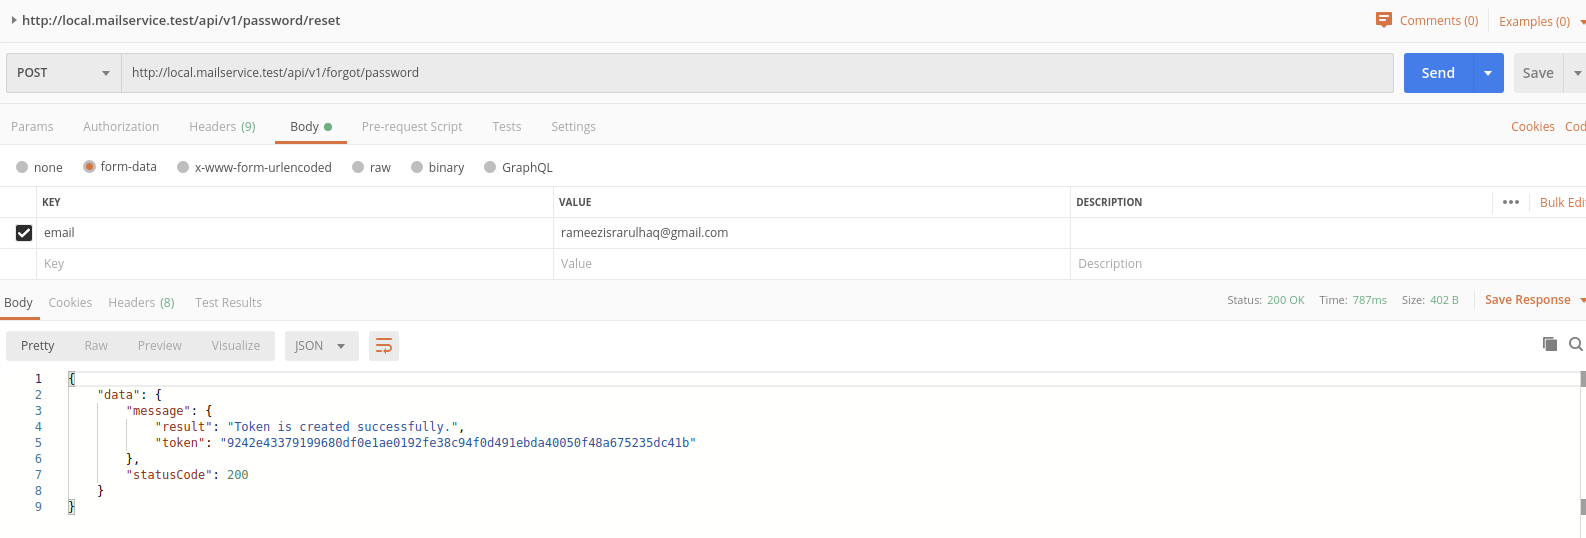 http://local.mailservice.test/api/v1/password/reset Comments (0) Examples (0)
POST http://local.mailservice.test/api/v1/forgot/password Send Save
Params Authorization Headers (9) Body Pre-request Script Tests Settings Cookies Cod
none form-data x-www-form-urlencoded raw binary GraphQL
KEY VALUE DESCRIPTION ••• Bulk Edi
email rameezisrarulhaq@gmail.com
Key Value Description
Body Cookies Headers (8) Test Results Status: 200 OK Time: 787ms Size: 402 B Save Response
Pretty Raw Preview Visualize JSON
1 {
2 "data": {
3 "message": {
4 "result": "Token is created successfully.",
5 "token": "9242e43379199680df0e1ae0192fe38c94f0d491ebda40050f48a675235dc41b"
6 },
7 "statusCode": 200
8 }
9 }